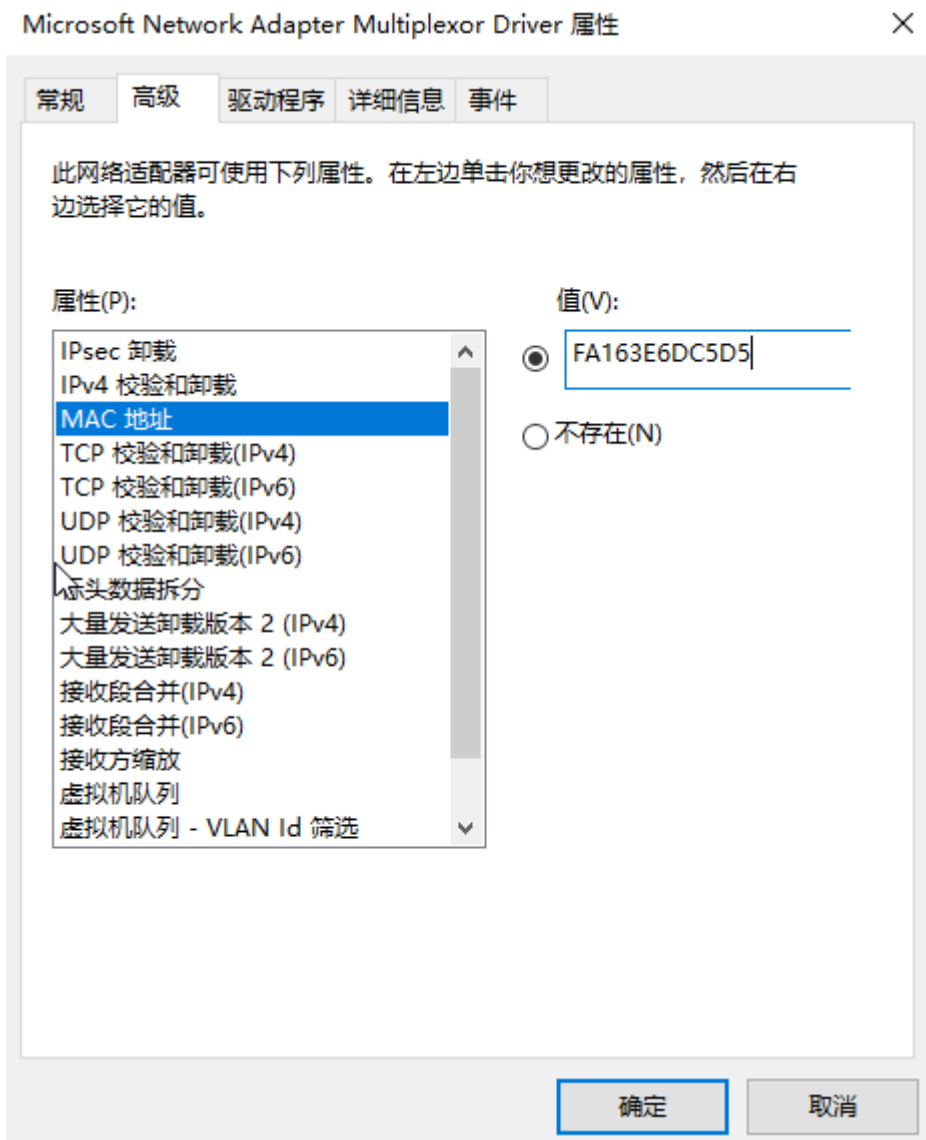 Microsoft Network Adapter Multiplexor Driver 属性
常规 高级 驱动程序 详细信息 事件
此网络适配器可使用下列属性。在左边单击你想更改的属性，然后在右
边选择它的值。
属性(P): 值(V):
IPsec 卸载
FA163E6DC5D5
IPv4 校验和卸载
MAC 地址
不存在(N)
TCP 校验和卸载(IPv4)
TCP 校验和卸载(IPv6)
UDP 校验和卸载(IPv4)
UDP 校验和卸载(IPv6)
头数据拆分
大量发送卸载版本 2 (IPv4)
大量发送卸载版本 2 (IPv6)
接收段合并(IPv4)
接收段合并(IPv6)
接收方缩放
虚拟机队列
虚拟机队列 - VLAN Id 筛选
确定 取消